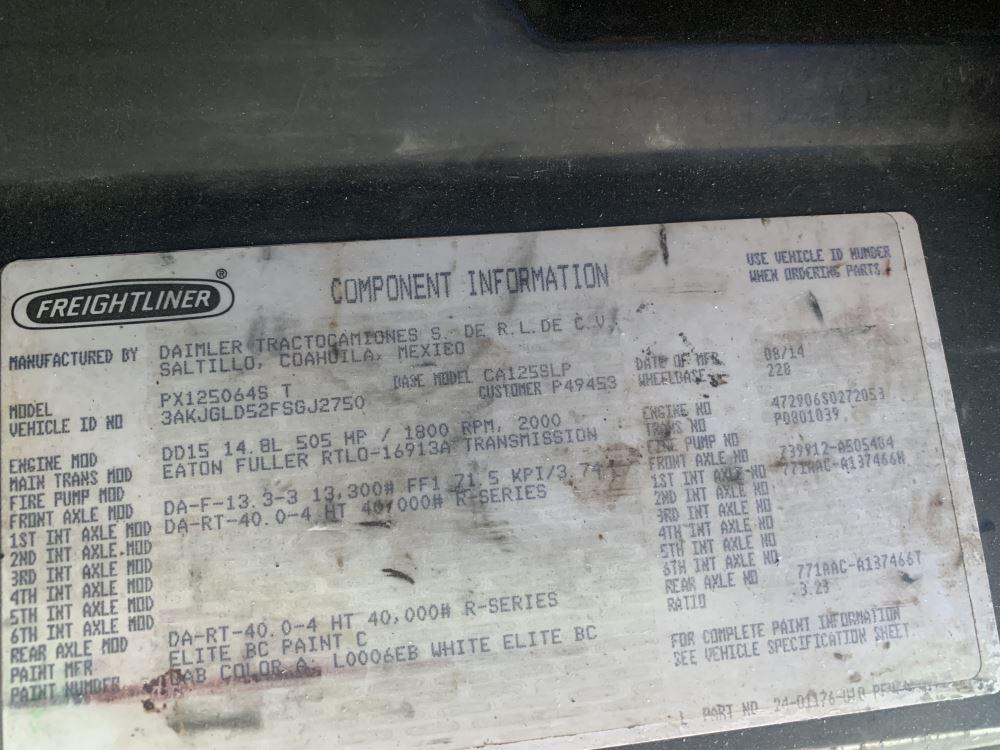 FREIGHTLINER ®
COMPONENT INFORMATION
USE VEHICLE ID NUMBER
WHEN ORDERING PARTS.
MANUFACTURED BY DAIMLER TRACTOCAMIONES S. DE R.L. DE C.V.
SALTILLO, COAHUILA, MEXICO
MODEL PX125064S T BASE MODEL CA125SLP DATE OF MFR 08/14
VEHICLE ID NO 3AKJGLD52FSGJ2750 CUSTOMER P49453 WHEELBASE 228
ENGINE MOD DD15 14.8L 505 HP / 1800 RPM, 2000 ENGINE NO 472906S0272053
MAIN TRANS MOD EATON FULLER RTLO-16913A TRANSMISSION TRANS NO P0801039
FIRE PUMP MOD FIRE PUMP NO
FRONT AXLE MOD DA-F-13.3-3 13,300# FF1 71.5 KPI/3.74 FRONT AXLE NO 739912-AB05484
1ST INT AXLE MOD DA-RT-40.0-4 HT 40,000# R-SERIES 1ST INT AXLE NO 771AAC-A137466H
2ND INT AXLE MOD 2ND INT AXLE NO
3RD INT AXLE MOD 3RD INT AXLE NO
4TH INT AXLE MOD 4TH INT AXLE NO
5TH INT AXLE MOD 5TH INT AXLE NO
6TH INT AXLE MOD 6TH INT AXLE NO
REAR AXLE MOD DA-RT-40.0-4 HT 40,000# R-SERIES REAR AXLE NO 771AAC-A137466T
RATIO 3.23
PAINT MFR ELITE BC PAINT C
PAINT NUMBER CAB COLOR A: L0006EB WHITE ELITE BC
FOR COMPLETE PAINT INFORMATION
SEE VEHICLE SPECIFICATION SHEET.
PART NO 24-01176-010